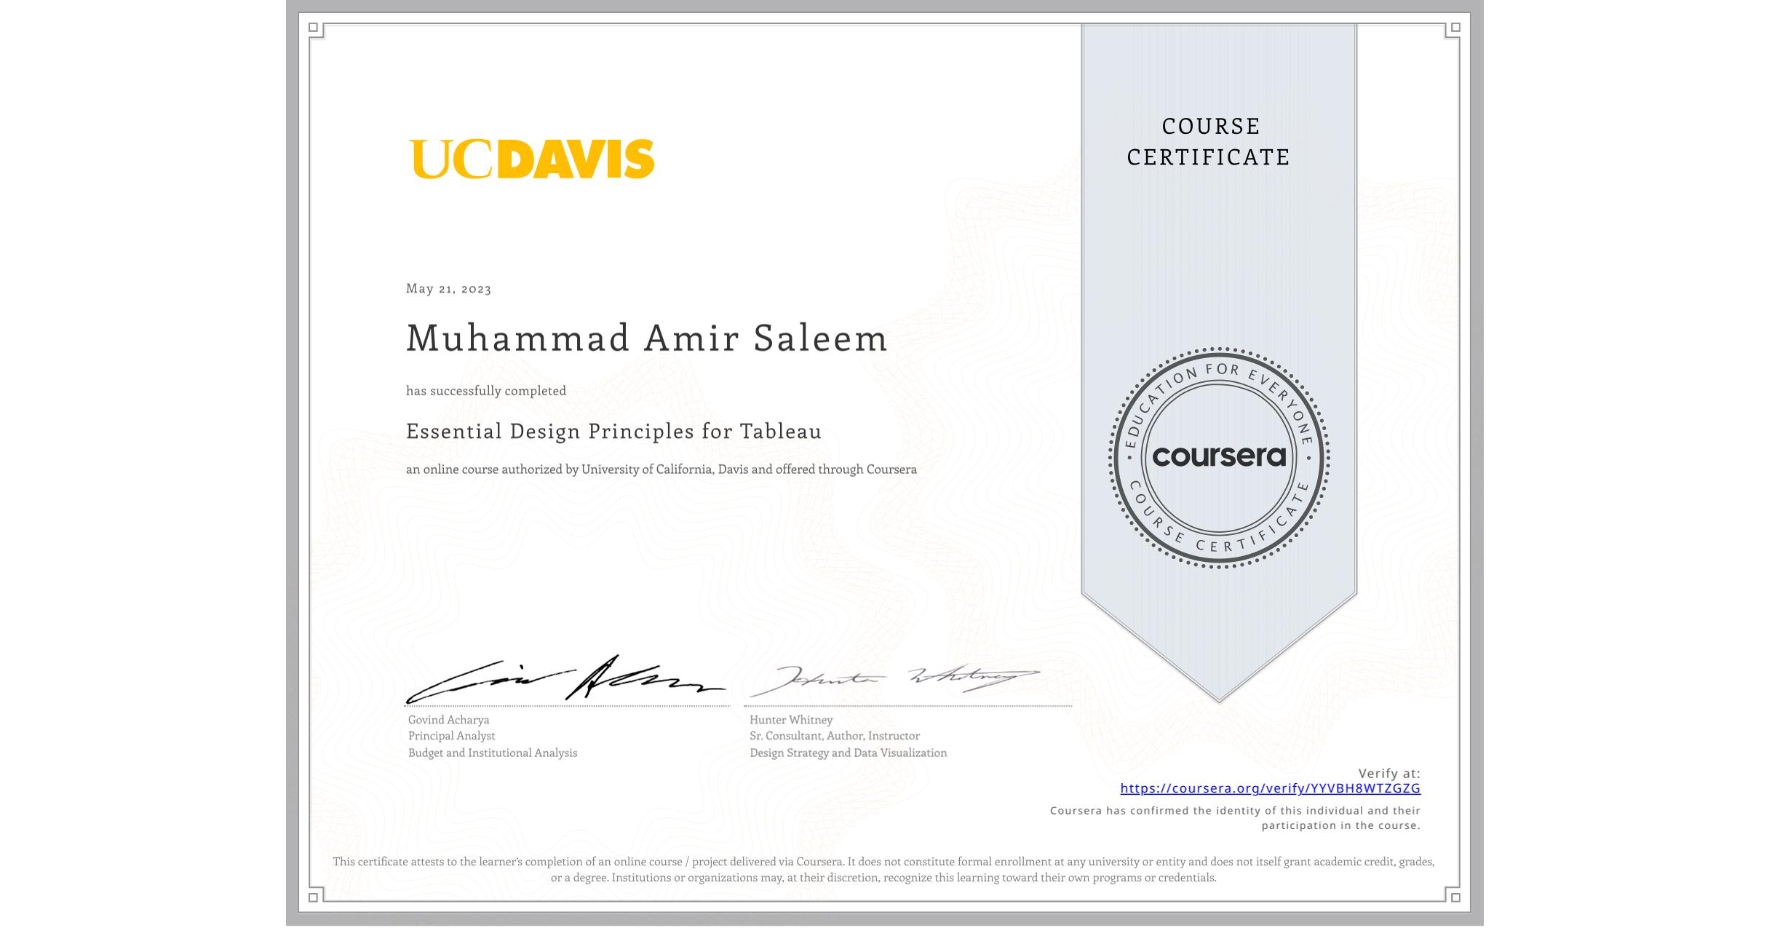 UCDAVIS
COURSE
CERTIFICATE
May 21, 2023
Muhammad Amir Saleem
has successfully completed
Essential Design Principles for Tableau
an online course authorized by University of California, Davis and offered through Coursera
EDUCATION FOR EVERYONE
coursera
COURSE CERTIFICATE
Govind Acharya
Principal Analyst
Budget and Institutional Analysis
Hunter Whitney
Sr. Consultant, Author, Instructor
Design Strategy and Data Visualization
Verify at:
https://coursera.org/verify/YYVBH8WTZGZG
Coursera has confirmed the identity of this individual and their
participation in the course.
This certificate attests to the learner's completion of an online course / project delivered via Coursera. It does not constitute formal enrollment at any university or entity and does not itself grant academic credit, grades,
or a degree. Institutions or organizations may, at their discretion, recognize this learning toward their own programs or credentials.